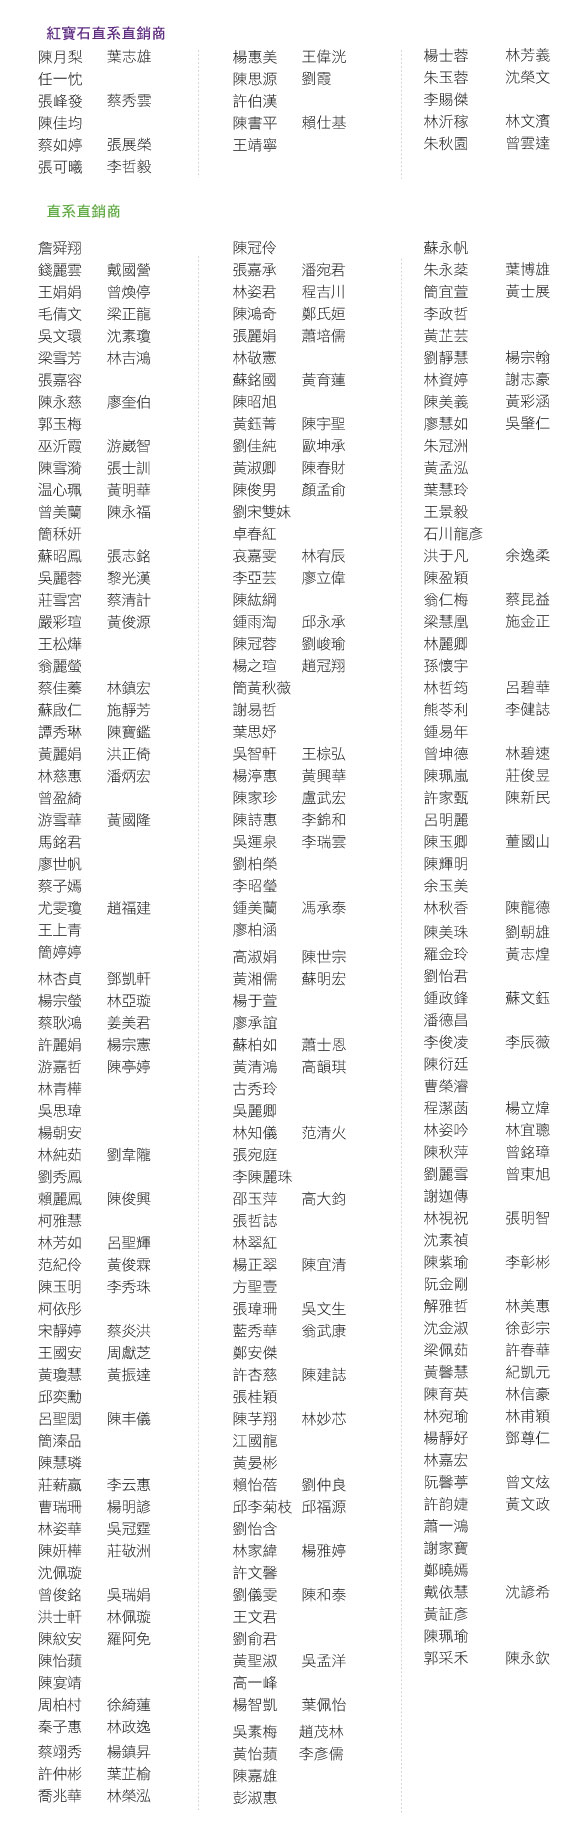 紅寶石直系直銷商
陳月梨 葉志雄
任一忱
張峰發 蔡秀雲
陳佳均
蔡如婷 張展榮
張可曦 李哲毅
楊惠美 王偉洸
陳思源 劉霞
許伯漢
陳書平 賴仕基
王靖寧
楊士蓉 林芳義
朱玉蓉 沈榮文
李賜傑
林沂稼 林文濱
朱秋園 曾雲達
直系直銷商
詹舜翔
錢麗雲 戴國營
王娟娟 曾煥停
毛倩文 梁正龍
吳文環 沈素瓊
梁雪芳 林吉鴻
張嘉容
陳永慈 廖奎伯
郭玉梅
巫沂霞 游崴智
陳雪漪 張士訓
温心珮 黃明華
曾美蘭 陳永福
簡秝妍
蘇昭鳳 張志銘
吳麗蓉 黎光漢
莊雪宮 蔡清計
嚴彩瑄 黃俊源
王松燁
翁麗螢
蔡佳蓁 林鎮宏
蘇啟仁 施靜芳
譚秀琳 陳寶鑑
黃麗娟 洪正倚
林慈惠 潘炳宏
曾盈綺
游雪華 黃國隆
馬銘君
廖世帆
蔡子嫣
尤雯瓊 趙福建
王上青
簡婷婷
林杏貞 鄧凱軒
楊宗螢 林亞璇
蔡耿鴻 姜美君
許麗娟 楊宗憲
游嘉哲 陳亭婷
林青樺
吳思瑋
楊朝安
林純茹 劉韋隴
劉秀鳳
賴麗鳳 陳俊興
柯雅慧
林芳如 呂聖輝
范紀伶 黃俊霖
陳玉明 李秀珠
柯依彤
宋靜婷 蔡炎洪
王國安 周獻芝
黃瓊慧 黃振達
邱奕勳
呂聖閎 陳丰儀
簡溱品
陳慧璘
莊薪贏 李云惠
曹瑞珊 楊明諺
林姿華 吳冠霆
陳妍樺 莊敬洲
沈佩璇
曾俊銘 吳瑞娟
洪士軒 林佩璇
陳紋安 羅阿免
陳怡蘋
陳宴靖
周柏村 徐綺蓮
秦子惠 林政逸
蔡翊秀 楊鎮昇
許仲彬 葉芷榆
喬兆華 林榮泓
陳冠伶
張嘉承 潘宛君
林姿君 程吉川
陳鴻奇 鄭氏姮
張麗娟 蕭培儒
林敬憲
蘇銘國 黃育蓮
陳昭旭
黃鈺菁 陳宇聖
劉佳純 歐坤承
黃淑卿 陳春財
陳俊男 顏孟俞
劉宋雙妹
卓春紅
袁嘉雯 林宥辰
李亞芸 廖立偉
陳紘綱
鍾雨淘 邱永承
陳冠蓉 劉峻瑜
楊之瑄 趙冠翔
簡黃秋薇
謝易哲
葉思妤
吳智軒 王棕弘
楊渟惠 黃興華
陳家珍 盧武宏
陳詩惠 李錦和
吳運泉 李瑞雲
劉柏榮
李昭瑩
鍾美蘭 馮承泰
廖柏涵
高淑娟 陳世宗
黃湘儒 蘇明宏
楊于萱
廖承誼
蘇柏如 蕭士恩
黃清鴻 高韻琪
古秀玲
吳麗卿
林知儀 范清火
張宛庭
李陳麗珠
邵玉萍 高大鈞
張哲誌
林翠紅
楊正翠 陳宜清
方聖壹
張瑋珊 吳文生
藍秀華 翁武康
鄭安傑
許杏慈 陳建誌
張桂穎
陳芓翔 林妙芯
江國龍
黃晏彬
賴怡蓓 劉仲良
邱李菊枝 邱福源
劉怡含
林家緯 楊雅婷
許文馨
劉儀雯 陳和泰
王文君
劉俞君
黃聖淑 吳孟洋
高一峰
楊智凱 葉佩怡
吳素梅 趙茂林
黃怡蘋 李彥儒
陳嘉雄
彭淑惠
蘇永帆
朱永蕊 葉博雄
簡宜萱 黃士展
李政哲
黃芷芸
劉靜慧 楊宗翰
林資婷 謝志豪
陳美義 黃彩涵
廖慧如 吳肇仁
朱冠洲
黃孟泓
葉慧玲
王景毅
石川龍彥
洪于凡 余逸柔
陳盈穎
翁仁梅 蔡昆益
梁慧凰 施金正
林麗卿
孫懷宇
林哲筠 呂碧華
熊苓利 李健誌
鍾易年
曾坤德 林碧速
陳珮嵐 莊俊昱
許家甄 陳新民
呂明麗
陳玉卿 董國山
陳輝明
余玉美
林秋香 陳龍德
陳美珠 劉朝雄
羅金玲 黃志煌
劉怡君
鍾政鋒 蘇文鈺
潘德昌
李俊凌 李辰薇
陳衍廷
曹榮濬
程潔菡 楊立煒
林姿吟 林宜聰
陳秋萍 曾銘璋
劉麗雪 曾東旭
謝迦傳
林視祝 張明智
沈素禎
陳紫瑜 李彰彬
阮金剛
解雅哲 林美惠
沈金淑 徐彭宗
梁佩茹 許春華
黃馨慧 紀凱元
陳育英 林信豪
林宛瑜 林甫穎
楊靜好 鄧尊仁
林嘉宏
阮馨葶 曾文炫
許韵婕 黃文政
蕭一鴻
謝家寶
鄭曉嫣
戴依慧 沈諺希
黃証彥
陳珮瑜
郭采禾 陳永欽